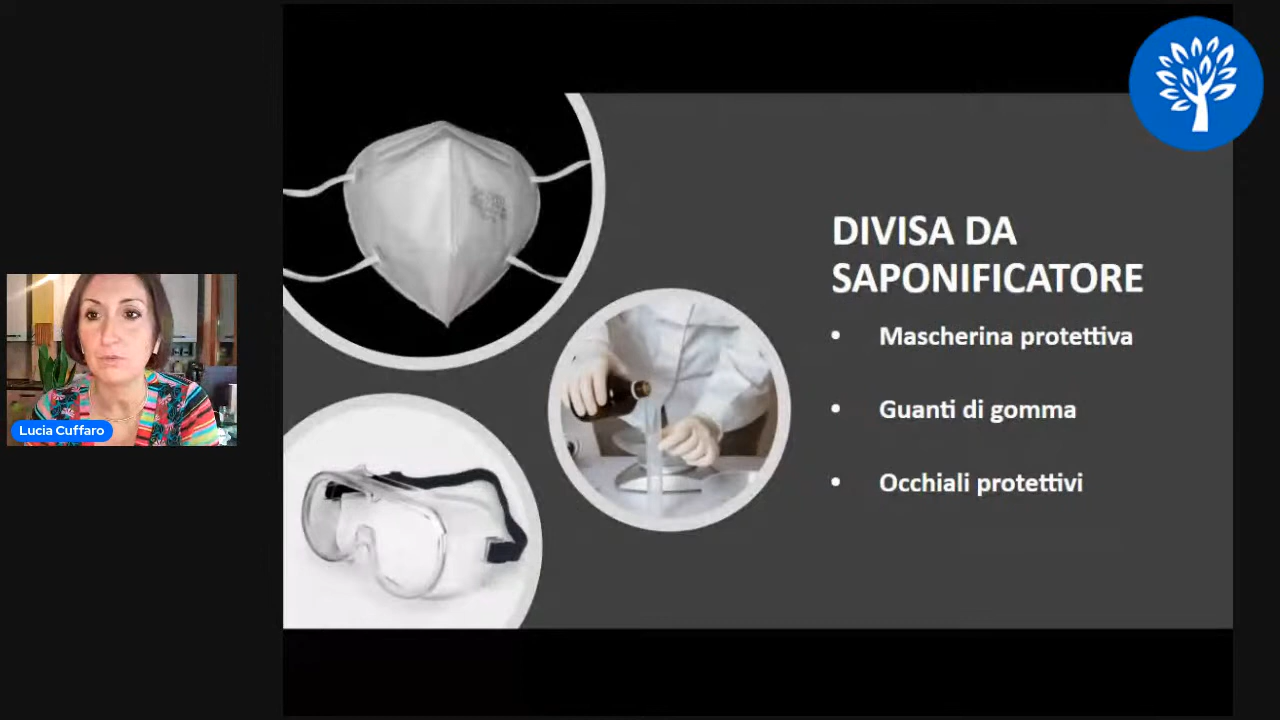 DIVISA DA
SAPONIFICATORE
• Mascherina protettiva
• Guanti di gomma
• Occhiali protettivi
Lucia Cuffaro